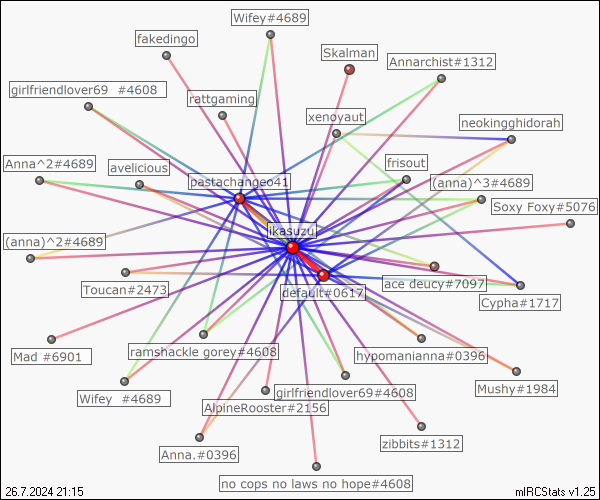 Wifey#4689
fakedingo
Skalman
Annarchist#1312
girlfriendlover69 #4608
rattgaming
xenoyaut
neokingghidorah
Anna^2#4689
avelicious
frisout
pastachangeo41
(anna)^3#4689
Soxy Foxy#5076
(anna)^2#4689
ikasuzu
Toucan#2473
default#0617
ace deucy#7097
Cypha#1717
Mad #6901
ramshackle gorey#4608
hypomanianna#0396
Wifey #4689
girlfriendlover69#4608
Mushy#1984
AlpineRooster#2156
Anna.#0396
zibbits#1312
no cops no laws no hope#4608
26.7.2024 21:15
mIRCStats v1.25